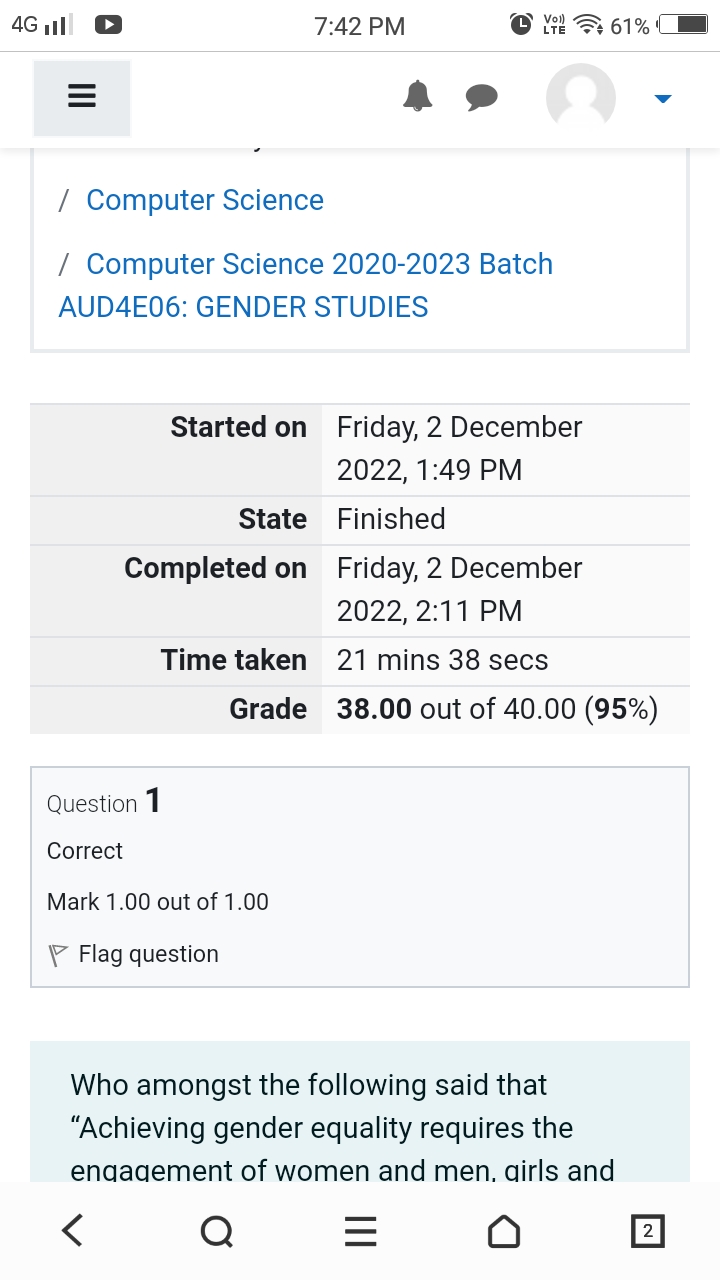 4G 7:42 PM Vo)) LTE 61%
/ Computer Science
/ Computer Science 2020-2023 Batch
AUD4E06: GENDER STUDIES
Started on Friday, 2 December
2022, 1:49 PM
State Finished
Completed on Friday, 2 December
2022, 2:11 PM
Time taken 21 mins 38 secs
Grade 38.00 out of 40.00 (95%)
Question 1
Correct
Mark 1.00 out of 1.00
Flag question
Who amongst the following said that
“Achieving gender equality requires the
engagement of women and men, girls and
2